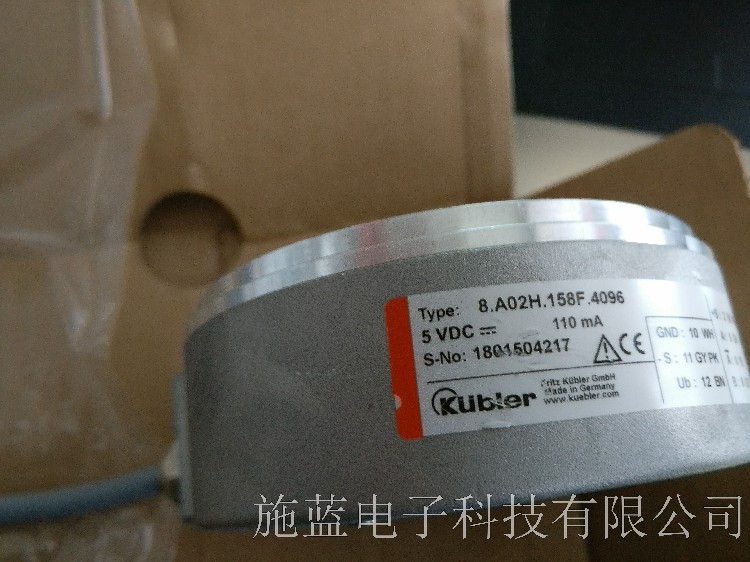 Type: 8.A02H.158F.4096
5 VDC 110 mA
S-No: 1801504217
CE
Kübler
Fritz Kübler GmbH
Made in Germany
www.kuebler.com
GND: 10 WH
-S: 11 GY PK
Ub: 12 BN
施蓝电子科技有限公司